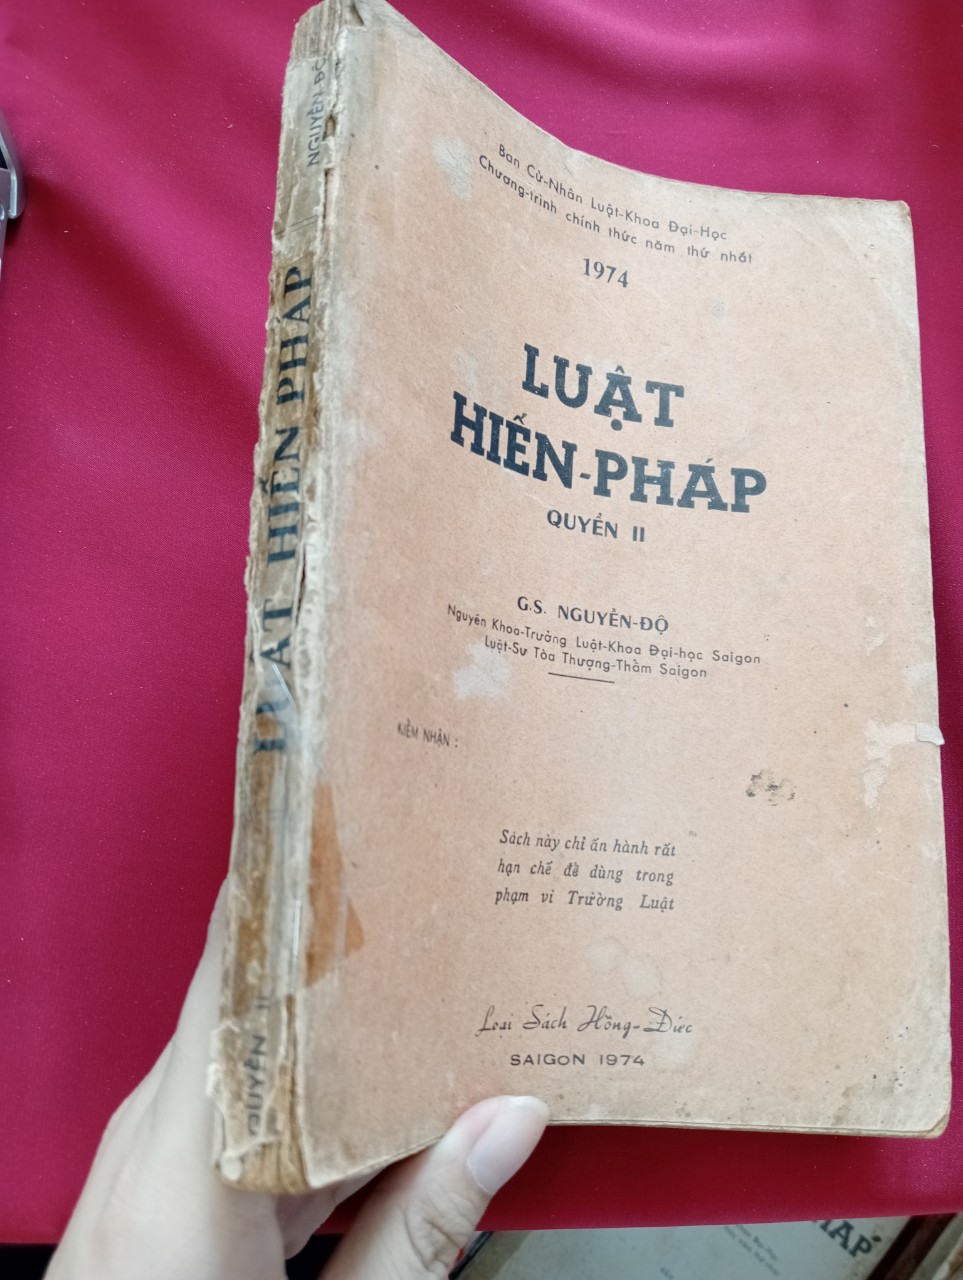 Ban Cử-Nhân Luật-Khoa Đại-Học
Chương-trình chính thức năm thứ nhất
1974
LUẬT
HIẾN-PHÁP
QUYỂN II
G.S. NGUYỄN-ĐỘ
Nguyên Khoa-Trưởng Luật-Khoa Đại-học Saigon
Luật-Sư Tòa Thượng-Thẩm Saigon
KIỂM NHẬN :
Sách này chỉ ấn hành rất
hạn chế để dùng trong
phạm vi Trường Luật
Loại Sách Hồng-Đức
SAIGON 1974
NGUYỄN-ĐỘ
LUẬT HIẾN PHÁP
QUYỂN II